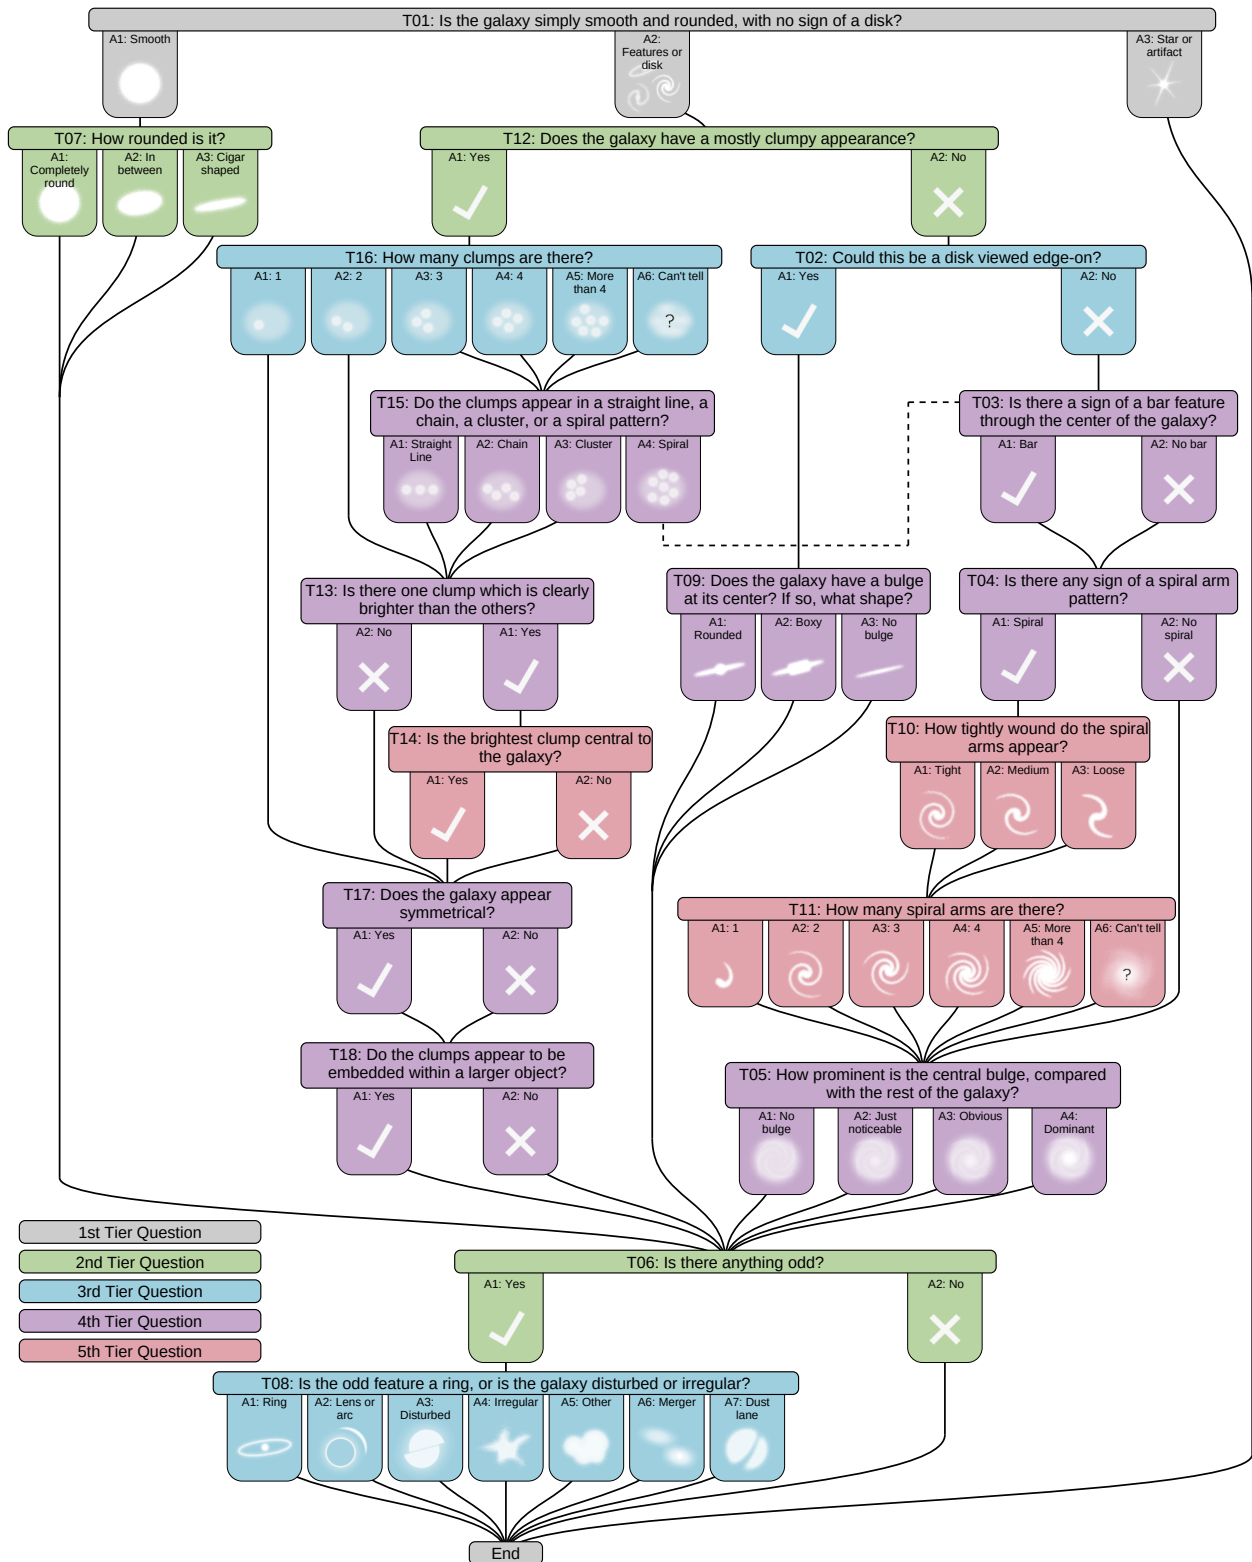 T01: Is the galaxy simply smooth and rounded, with no sign of a disk?
A1: Smooth
A2:
Features or
disk
A3: Star or
artifact
T07: How rounded is it?
A1:
Completely
round
A2: In
between
A3: Cigar
shaped
T12: Does the galaxy have a mostly clumpy appearance?
A1: Yes
A2: No
T16: How many clumps are there?
A1: 1
A2: 2
A3: 3
A4: 4
A5: More
than 4
A6: Can't tell
?
T02: Could this be a disk viewed edge-on?
A1: Yes
A2: No
T15: Do the clumps appear in a straight line, a
chain, a cluster, or a spiral pattern?
A1: Straight
Line
A2: Chain
A3: Cluster
A4: Spiral
T03: Is there a sign of a bar feature
through the center of the galaxy?
A1: Bar
A2: No bar
T13: Is there one clump which is clearly
brighter than the others?
A2: No
A1: Yes
T09: Does the galaxy have a bulge
at its center? If so, what shape?
A1:
Rounded
A2: Boxy
A3: No
bulge
T04: Is there any sign of a spiral arm
pattern?
A1: Spiral
A2: No
spiral
T14: Is the brightest clump central to
the galaxy?
A1: Yes
A2: No
T10: How tightly wound do the spiral
arms appear?
A1: Tight
A2: Medium
A3: Loose
T17: Does the galaxy appear
symmetrical?
A1: Yes
A2: No
T11: How many spiral arms are there?
A1: 1
A2: 2
A3: 3
A4: 4
A5: More
than 4
A6: Can't tell
?
T18: Do the clumps appear to be
embedded within a larger object?
A1: Yes
A2: No
T05: How prominent is the central bulge, compared
with the rest of the galaxy?
A1: No
bulge
A2: Just
noticeable
A3: Obvious
A4:
Dominant
1st Tier Question
2nd Tier Question
3rd Tier Question
4th Tier Question
5th Tier Question
T06: Is there anything odd?
A1: Yes
A2: No
T08: Is the odd feature a ring, or is the galaxy disturbed or irregular?
A1: Ring
A2: Lens or
arc
A3:
Disturbed
A4: Irregular
A5: Other
A6: Merger
A7: Dust
lane
End